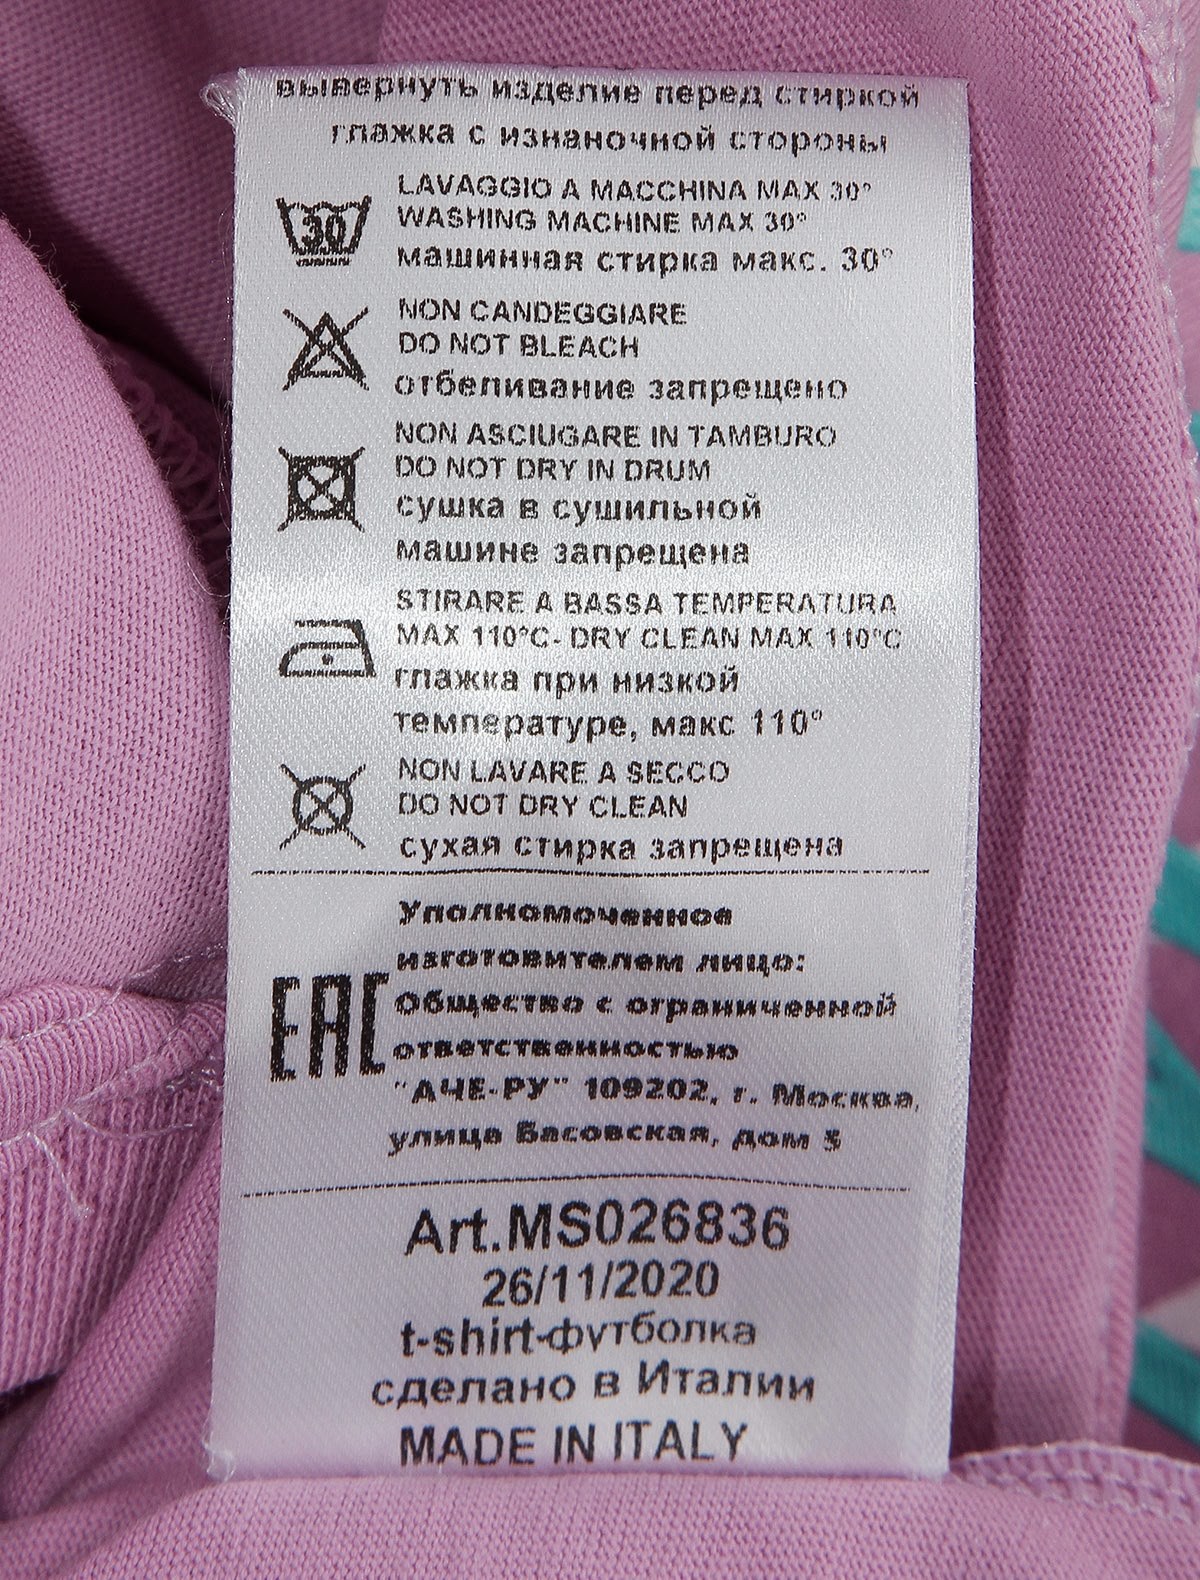 вывернуть изделие перед стиркой
глажка с изнаночной стороны
30
LAVAGGIO A MACCHINA MAX 30°
WASHING MACHINE MAX 30°
машинная стирка макс. 30°
NON CANDEGGIARE
DO NOT BLEACH
отбеливание запрещено
NON ASCIUGARE IN TAMBURO
DO NOT DRY IN DRUM
сушка в сушильной
машине запрещена
STIRARE A BASSA TEMPERATURA
MAX 110°C- DRY CLEAN MAX 110°C
глажка при низкой
температуре, макс 110°
NON LAVARE A SECCO
DO NOT DRY CLEAN
сухая стирка запрещена
EAC
Уполномоченное
изготовителем лицо:
Общество с ограниченной
ответственностью
"АЧЕ-РУ" 109202, г. Москва,
улица Басовская, дом 5
Art.MS026836
26/11/2020
t-shirt-футболка
сделано в Италии
MADE IN ITALY